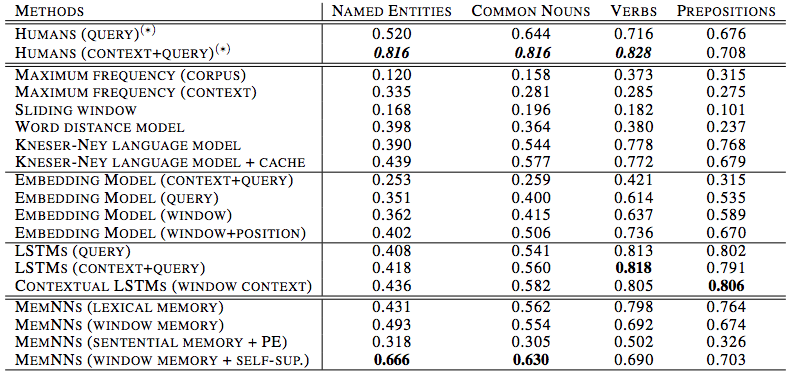 METHODS NAMED ENTITIES COMMON NOUNS VERBS PREPOSITIONS
HUMANS (QUERY)(*) 0.520 0.644 0.716 0.676
HUMANS (CONTEXT+QUERY)(*) 0.816 0.816 0.828 0.708
MAXIMUM FREQUENCY (CORPUS) 0.120 0.158 0.373 0.315
MAXIMUM FREQUENCY (CONTEXT) 0.335 0.281 0.285 0.275
SLIDING WINDOW 0.168 0.196 0.182 0.101
WORD DISTANCE MODEL 0.398 0.364 0.380 0.237
KNESER-NEY LANGUAGE MODEL 0.390 0.544 0.778 0.768
KNESER-NEY LANGUAGE MODEL + CACHE 0.439 0.577 0.772 0.679
EMBEDDING MODEL (CONTEXT+QUERY) 0.253 0.259 0.421 0.315
EMBEDDING MODEL (QUERY) 0.351 0.400 0.614 0.535
EMBEDDING MODEL (WINDOW) 0.362 0.415 0.637 0.589
EMBEDDING MODEL (WINDOW+POSITION) 0.402 0.506 0.736 0.670
LSTMS (QUERY) 0.408 0.541 0.813 0.802
LSTMS (CONTEXT+QUERY) 0.418 0.560 0.818 0.791
CONTEXTUAL LSTMS (WINDOW CONTEXT) 0.436 0.582 0.805 0.806
MEMNNS (LEXICAL MEMORY) 0.431 0.562 0.798 0.764
MEMNNS (WINDOW MEMORY) 0.493 0.554 0.692 0.674
MEMNNS (SENTENTIAL MEMORY + PE) 0.318 0.305 0.502 0.326
MEMNNS (WINDOW MEMORY + SELF-SUP.) 0.666 0.630 0.690 0.703